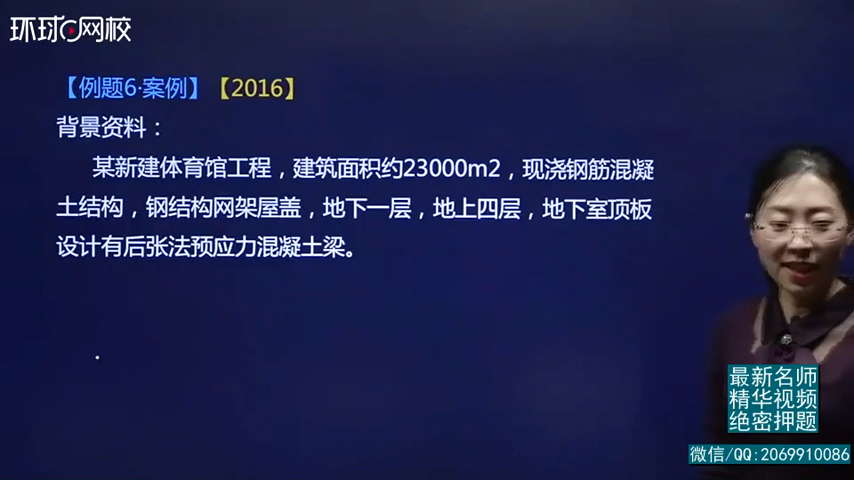 环球网校
【例题6·案例】【2016】
背景资料：
某新建体育馆工程，建筑面积约23000m2，现浇钢筋混凝
土结构，钢结构网架屋盖，地下一层，地上四层，地下室顶板
设计有后张法预应力混凝土梁。
最新名师
精华视频
绝密押题
微信/QQ:2069910086